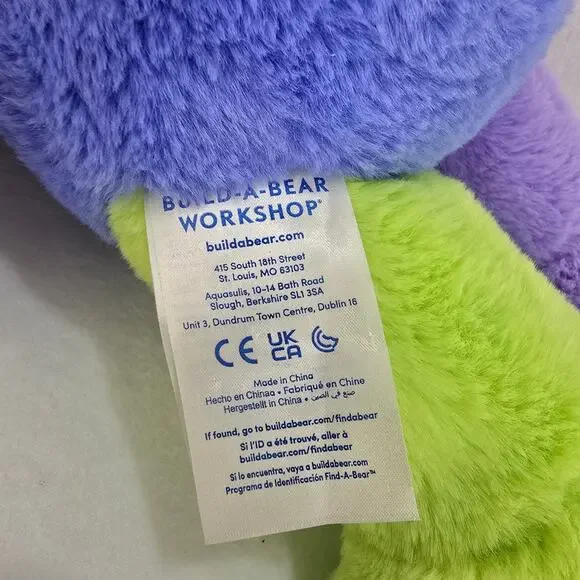 BUILD-A-BEAR
WORKSHOP®
buildabear.com
415 South 18th Street
St. Louis, MO 63103
Aquasulis, 10-14 Bath Road
Slough, Berkshire SL1 3SA
Unit 3, Dundrum Town Centre, Dublin 16
CE UK
CA
Made in China
Hecho en Chinaa • Fabriqué en Chine
Hergestellt in China • صنع في الصين
If found, go to buildabear.com/findabear
Si l'ID a été trouvé, aller à
buildabear.com/findabear
Si lo encuentra, vaya a buildabear.com
Programa de Identificación Find-A-Bear™